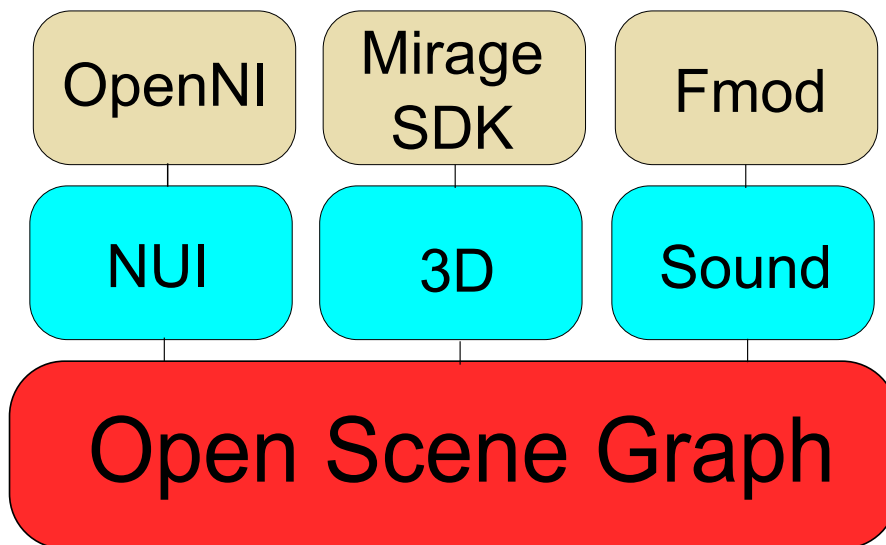 OpenNI
Mirage
SDK
Fmod
NUI
3D
Sound
Open Scene Graph